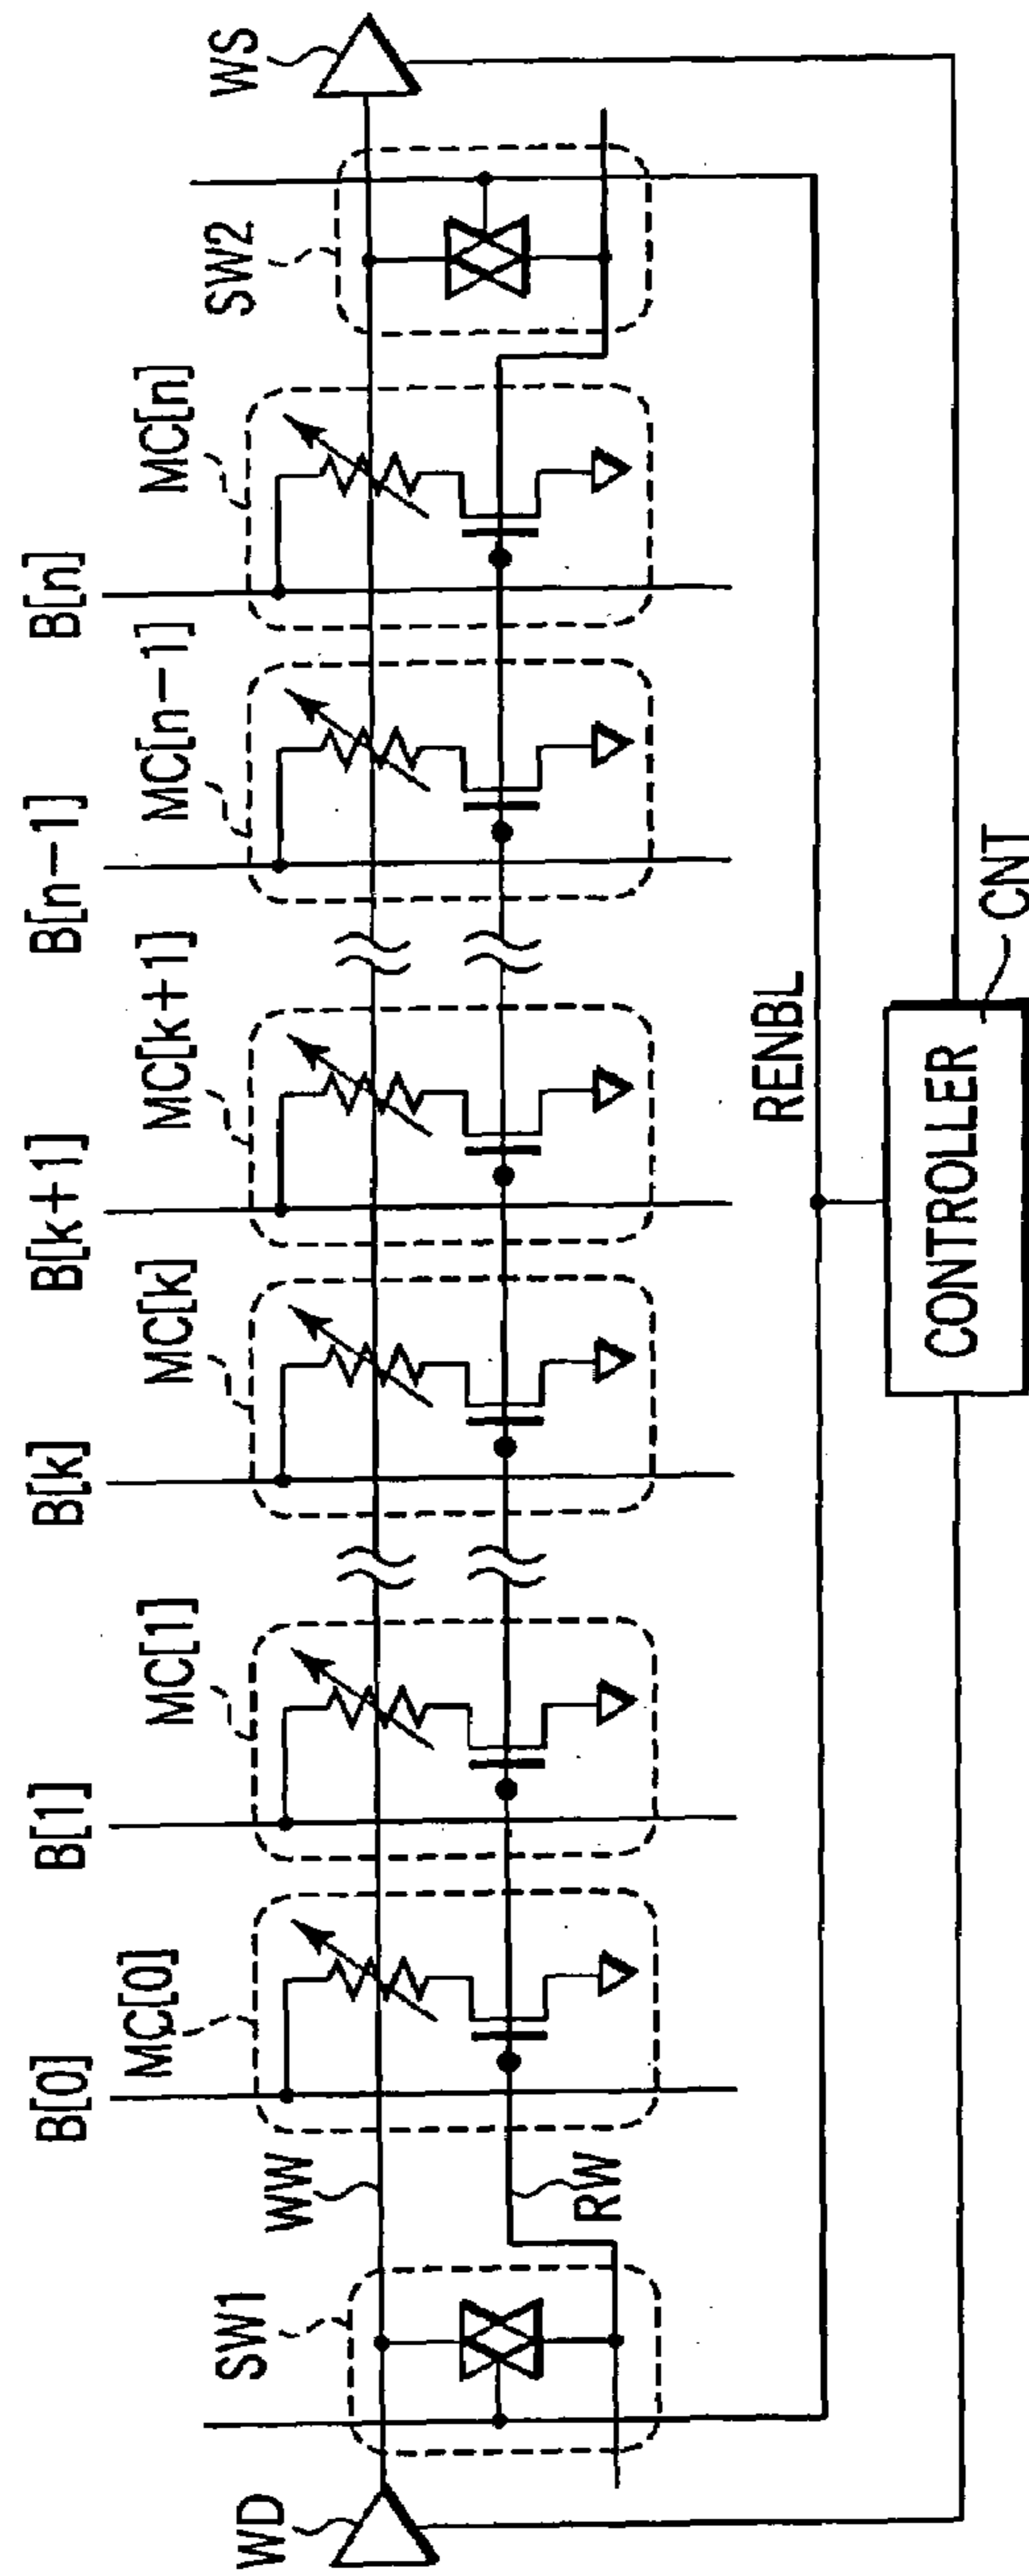 B[0] B[1] B[k] B[k+1] B[n-1] B[n]
SW1 MC[0] MC[1] MC[k] MC[k+1] MC[n-1] MC[n] SW2
WD WS
WW
RW
RENBL
CONTROLLER
CNT